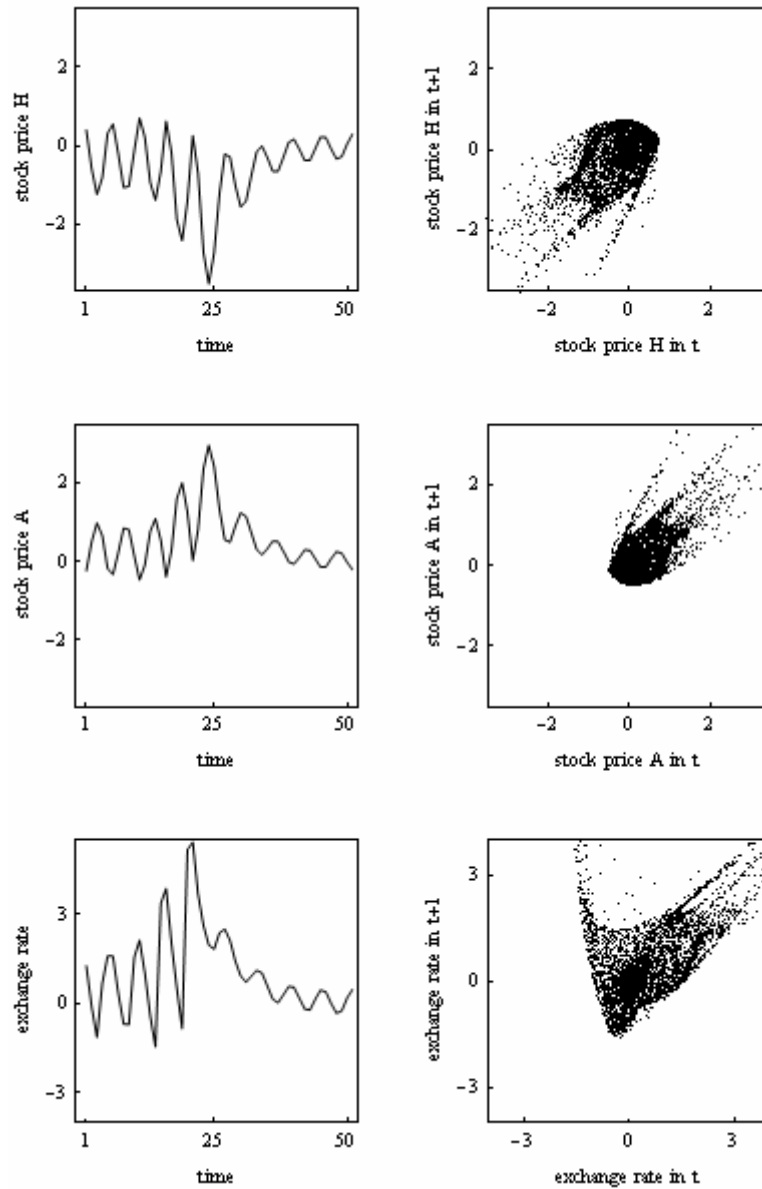 stock price H
2
0
−2
1 25 50
time
stock price H in t+1
2
0
−2
−2 0 2
stock price H in t
stock price A
2
0
−2
1 25 50
time
stock price A in t+1
2
0
−2
−2 0 2
stock price A in t
exchange rate
3
0
−3
1 25 50
time
exchange rate in t+1
3
0
−3
−3 0 3
exchange rate in t